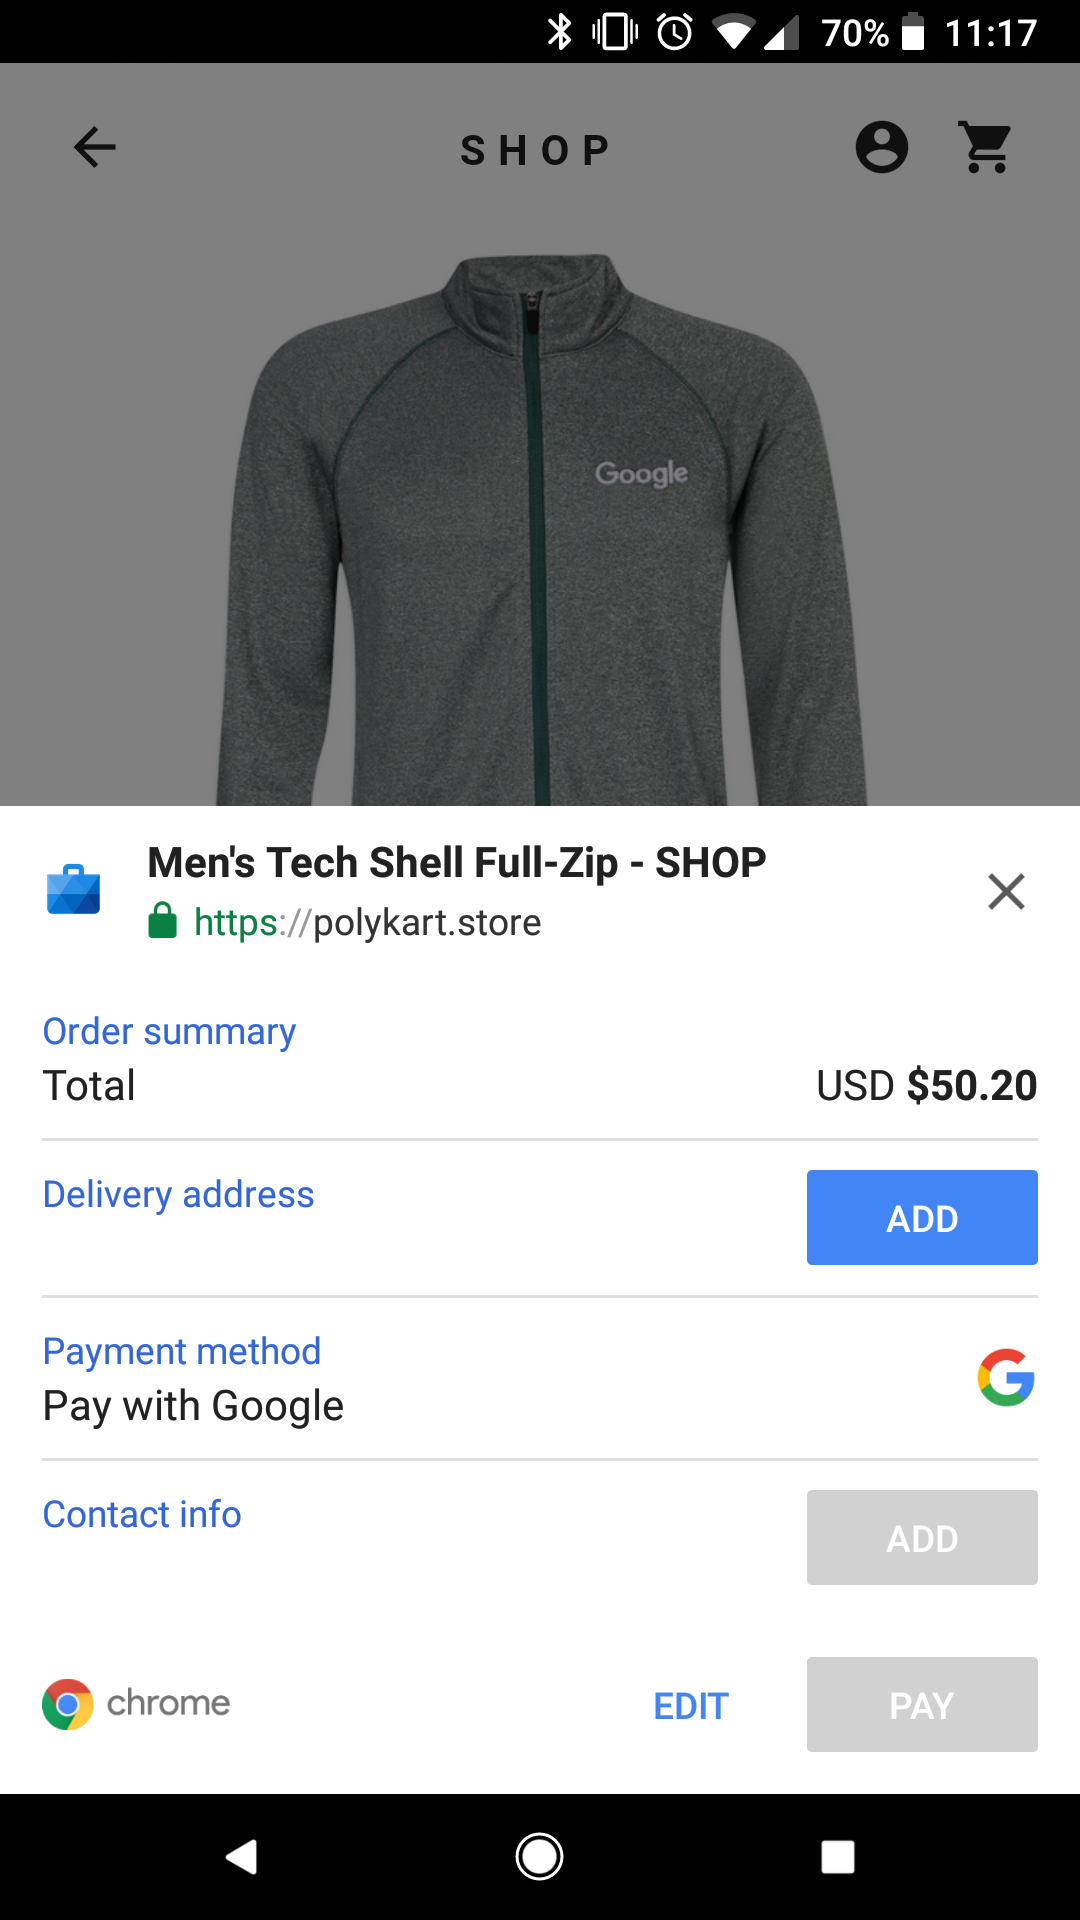 70% 11:17
SHOP
Google
Men's Tech Shell Full-Zip - SHOP
https://polykart.store
Order summary
Total USD $50.20
Delivery address ADD
Payment method
Pay with Google
Contact info ADD
chrome EDIT PAY